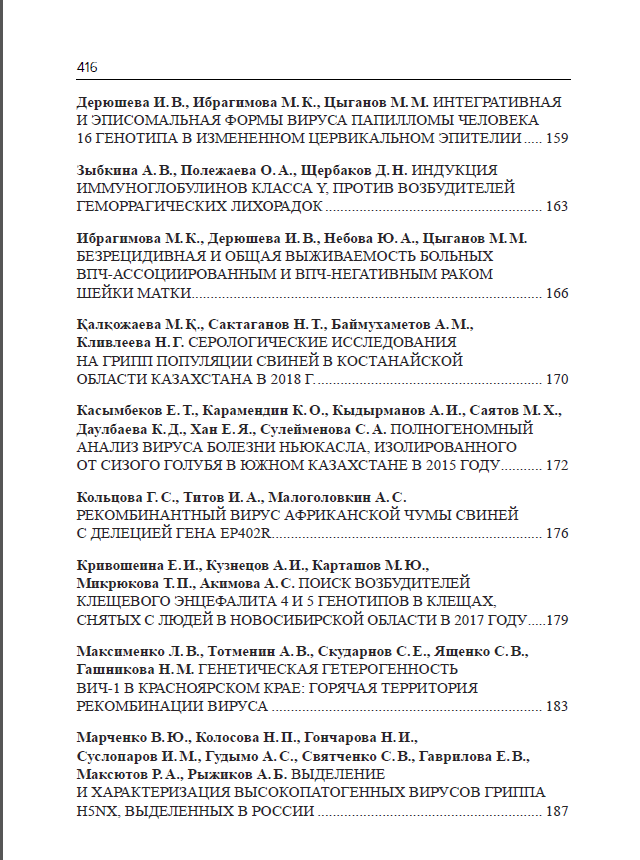 416
Дерюшева И. В., Ибрагимова М. К., Цыганов М. М. ИНТЕГРАТИВНАЯ
И ЭПИСОМАЛЬНАЯ ФОРМЫ ВИРУСА ПАПИЛЛОМЫ ЧЕЛОВЕКА
16 ГЕНОТИПА В ИЗМЕНЕННОМ ЦЕРВИКАЛЬНОМ ЭПИТЕЛИИ ..... 159
Зыбкина А. В., Полежаева О. А., Щербаков Д. Н. ИНДУКЦИЯ
ИММУНОГЛОБУЛИНОВ КЛАССА Y, ПРОТИВ ВОЗБУДИТЕЛЕЙ
ГЕМОРРАГИЧЕСКИХ ЛИХОРАДОК ..................................................... 163
Ибрагимова М. К., Дерюшева И. В., Небова Ю. А., Цыганов М. М.
БЕЗРЕЦИДИВНАЯ И ОБЩАЯ ВЫЖИВАЕМОСТЬ БОЛЬНЫХ
ВПЧ-АССОЦИИРОВАННЫМ И ВПЧ-НЕГАТИВНЫМ РАКОМ
ШЕЙКИ МАТКИ..................................................................................... 166
Қалқожаева М. Қ., Сактаганов Н. Т., Баймухаметов А. М.,
Кливлеева Н. Г. СЕРОЛОГИЧЕСКИЕ ИССЛЕДОВАНИЯ
НА ГРИПП ПОПУЛЯЦИИ СВИНЕЙ В КОСТАНАЙСКОЙ
ОБЛАСТИ КАЗАХСТАНА В 2018 Г. ...................................................... 170
Касымбеков Е. Т., Карамендин К. О., Кыдырманов А. И., Саятов М. Х.,
Даулбаева К. Д., Хан Е. Я., Сулейменова С. А. ПОЛНОГЕНОМНЫЙ
АНАЛИЗ ВИРУСА БОЛЕЗНИ НЬЮКАСЛА, ИЗОЛИРОВАННОГО
ОТ СИЗОГО ГОЛУБЯ В ЮЖНОМ КАЗАХСТАНЕ В 2015 ГОДУ .......... 172
Кольцова Г. С., Титов И. А., Малоголовкин А. С.
РЕКОМБИНАНТНЫЙ ВИРУС АФРИКАНСКОЙ ЧУМЫ СВИНЕЙ
С ДЕЛЕЦИЕЙ ГЕНА EP402R.................................................................. 176
Кривошеина Е. И., Кузнецов А. И., Карташов М. Ю.,
Микрюкова Т. П., Акимова А. С. ПОИСК ВОЗБУДИТЕЛЕЙ
КЛЕЩЕВОГО ЭНЦЕФАЛИТА 4 И 5 ГЕНОТИПОВ В КЛЕЩАХ,
СНЯТЫХ С ЛЮДЕЙ В НОВОСИБИРСКОЙ ОБЛАСТИ В 2017 ГОДУ.....179
Максименко Л. В., Тотменин А. В., Скударнов С. Е., Ященко С. В.,
Гашникова Н. М. ГЕНЕТИЧЕСКАЯ ГЕТЕРОГЕННОСТЬ
ВИЧ-1 В КРАСНОЯРСКОМ КРАЕ: ГОРЯЧАЯ ТЕРРИТОРИЯ
РЕКОМБИНАЦИИ ВИРУСА .................................................................. 183
Марченко В. Ю., Колосова Н. П., Гончарова Н. И.,
Суслопаров И. М., Гудымо А. С., Святченко С. В., Гаврилова Е. В.,
Максютов Р. А., Рыжиков А. Б. ВЫДЕЛЕНИЕ
И ХАРАКТЕРИЗАЦИЯ ВЫСОКОПАТОГЕННЫХ ВИРУСОВ ГРИППА
H5NX, ВЫДЕЛЕННЫХ В РОССИИ ...................................................... 187